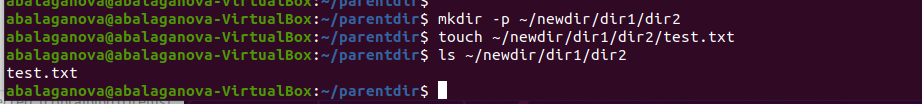 abalaganova@abalaganova-VirtualBox:~/parentdir$ mkdir -p ~/newdir/dir1/dir2
abalaganova@abalaganova-VirtualBox:~/parentdir$ touch ~/newdir/dir1/dir2/test.txt
abalaganova@abalaganova-VirtualBox:~/parentdir$ ls ~/newdir/dir1/dir2
test.txt
abalaganova@abalaganova-VirtualBox:~/parentdir$